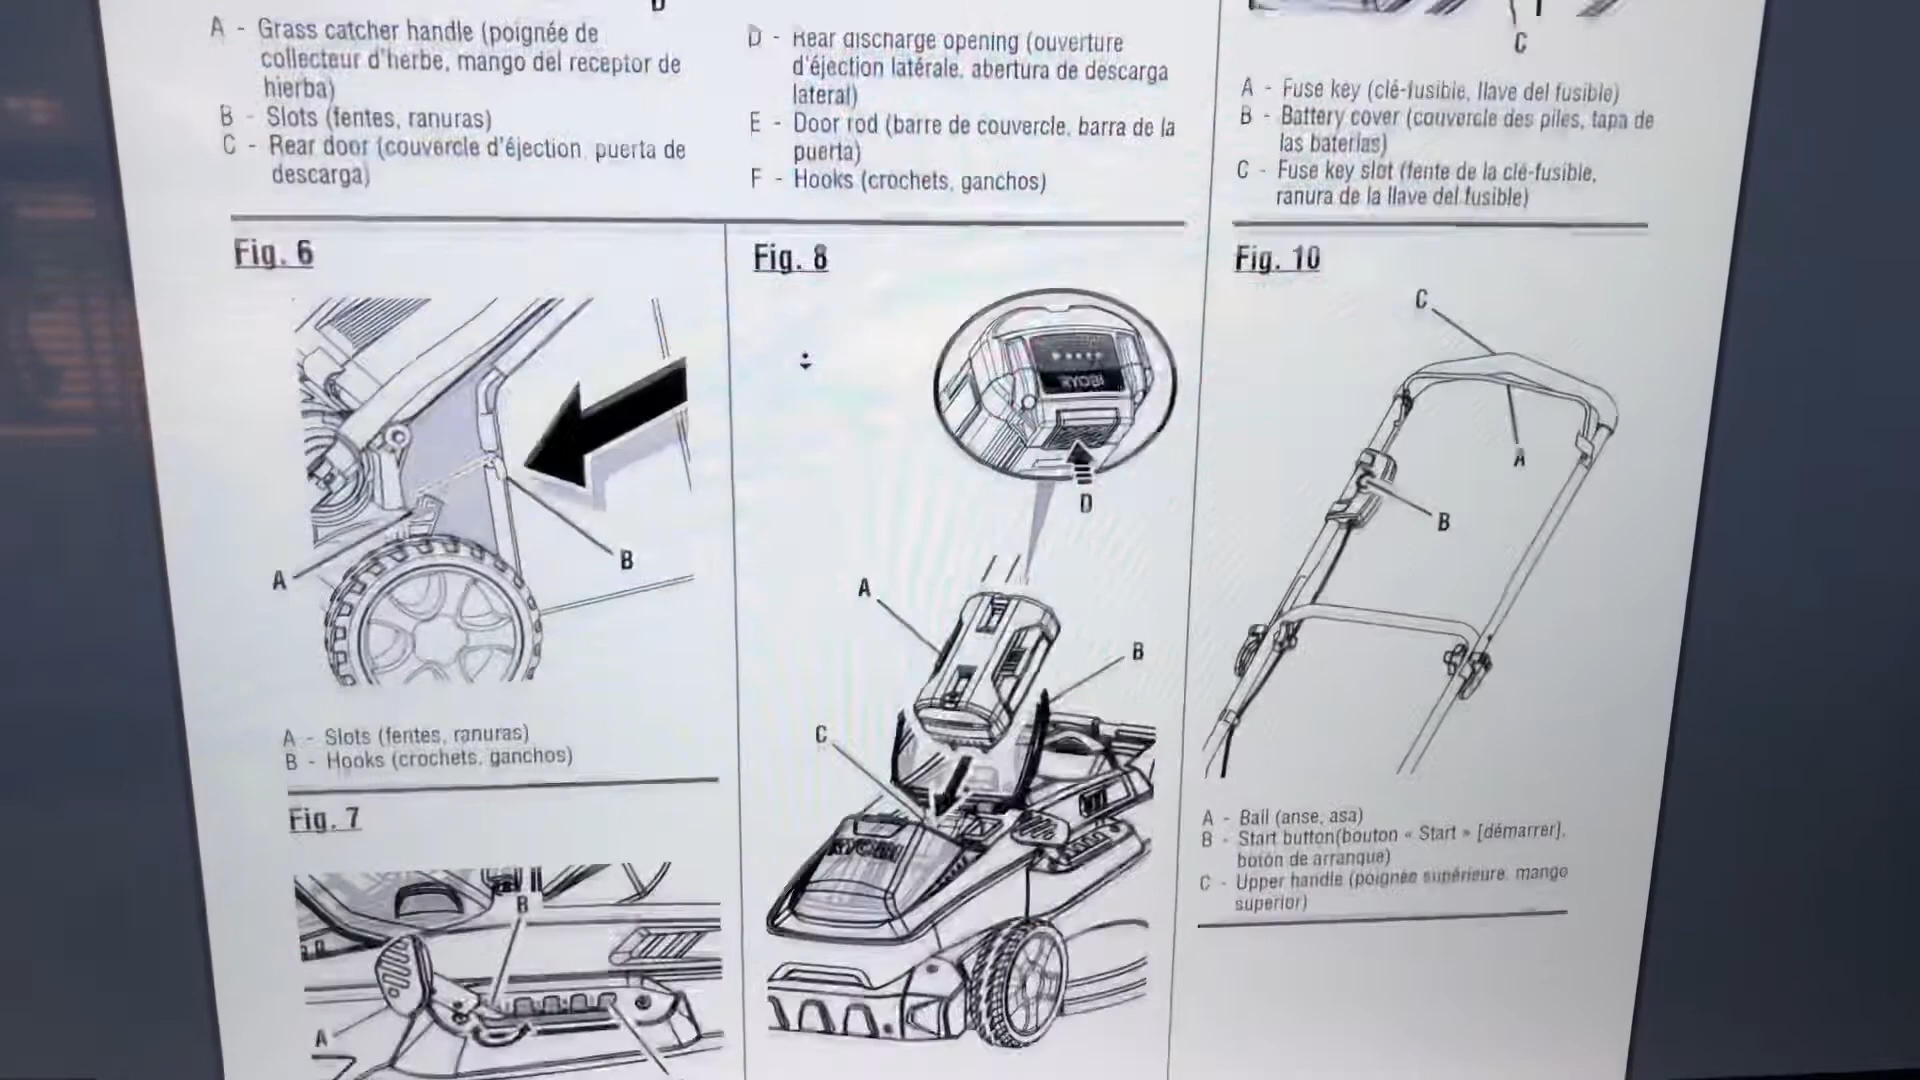 D
A - Grass catcher handle (poignée de
collecteur d'herbe, mango del receptor de
hierba)
B - Slots (fentes, ranuras)
C - Rear door (couvercle d'éjection, puerta de
descarga)
D - Rear discharge opening (ouverture
d'éjection latérale, abertura de descarga
lateral)
E - Door rod (barre de couvercle, barra de la
puerta)
F - Hooks (crochets, ganchos)
C
A - Fuse key (clé-fusible, llave del fusible)
B - Battery cover (couvercle des piles, tapa de
las baterías)
C - Fuse key slot (fente de la clé-fusible,
ranura de la llave del fusible)
Fig. 6
A
B
A - Slots (fentes, ranuras)
B - Hooks (crochets, ganchos)
Fig. 7
B
A
Fig. 8
RYOBI
D
A
B
C
RYOBI
Fig. 10
C
A
B
A - Bail (anse, asa)
B - Start button(bouton « Start » [démarrer],
botón de arranque)
C - Upper handle (poignée supérieure, mango
superior)